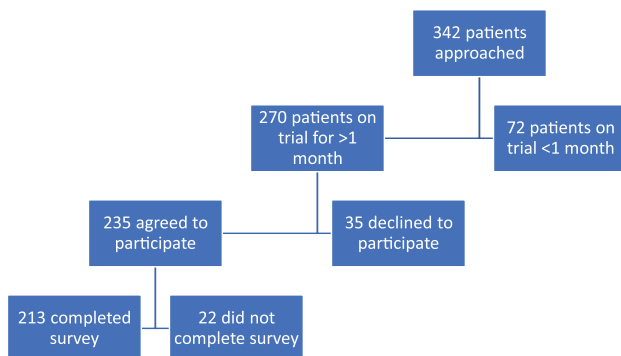 342 patients
approached
270 patients on
trial for >1
month
72 patients on
trial <1 month
235 agreed to
participate
35 declined to
participate
213 completed
survey
22 did not
complete survey